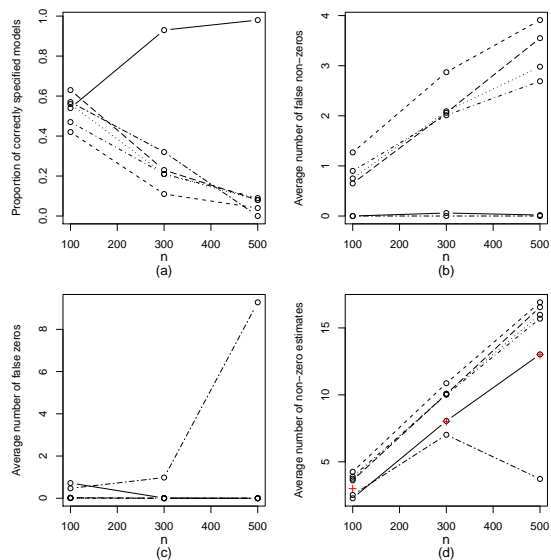 Proportion of correctly specified models
1.0
0.8
0.6
0.4
0.2
0.0
100 200 300 400 500
n
(a)
Average number of false non−zeros
4
3
2
1
0
100 200 300 400 500
n
(b)
Average number of false zeros
8
6
4
2
0
100 200 300 400 500
n
(c)
Average number of non−zero estimates
15
10
5
100 200 300 400 500
n
(d)